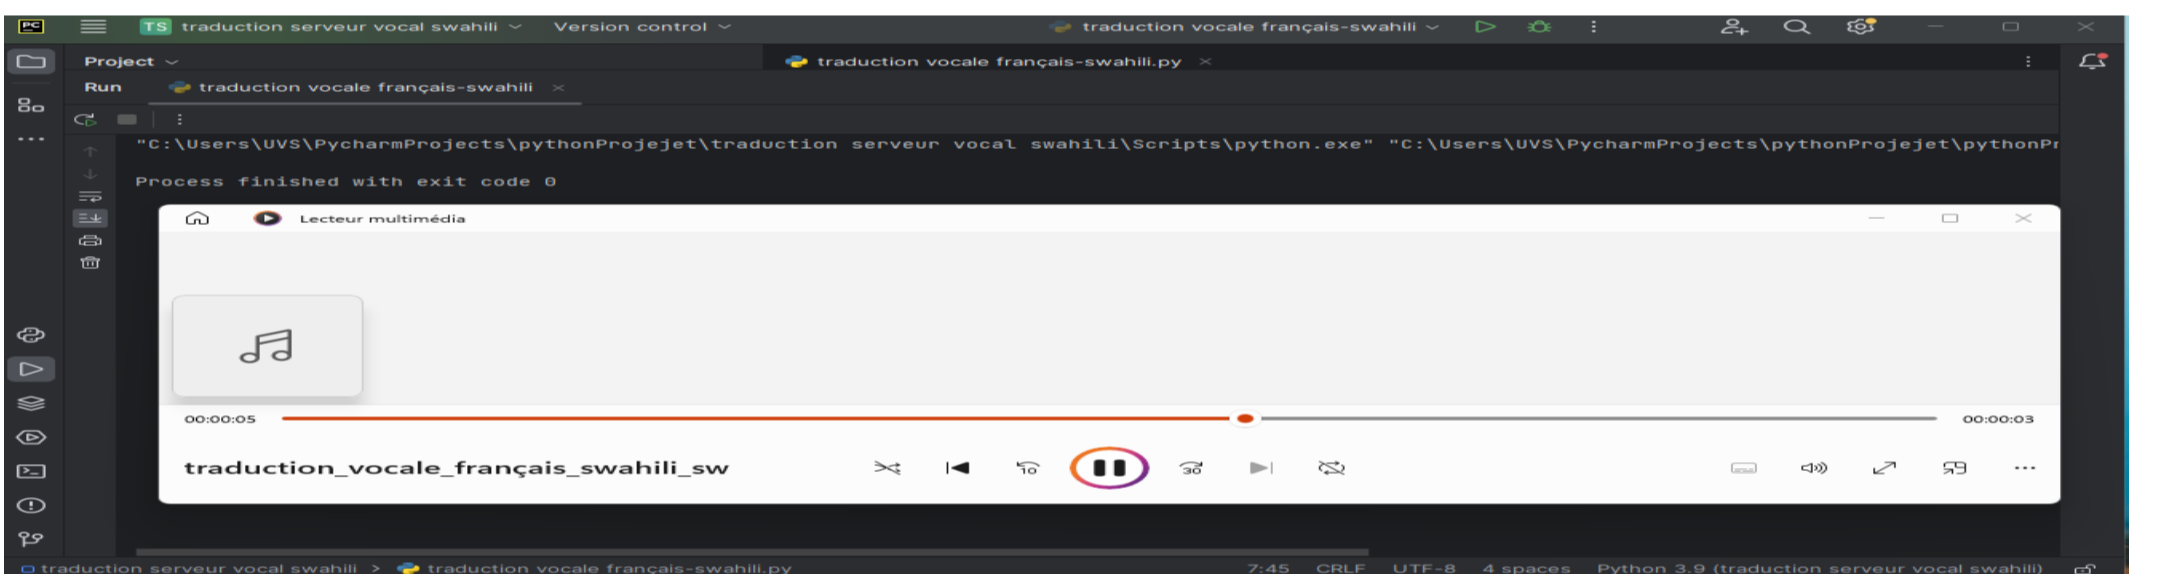 PC TS traduction serveur vocal swahili Version control traduction vocale français-swahili
Project traduction vocale français-swahili.py
Run traduction vocale français-swahili
"C:\Users\UVS\PycharmProjects\pythonProjejet\traduction serveur vocal swahili\Scripts\python.exe" "C:\Users\UVS\PycharmProjects\pythonProjejet\pythonPr
Process finished with exit code 0
Lecteur multimédia
00:00:05 00:00:03
traduction_vocale_français_swahili_sw 10 30
traduction serveur vocal swahili > traduction vocale français-swahili.py 7:45 CRLF UTF-8 4 spaces Python 3.9 (traduction serveur vocal swahili)